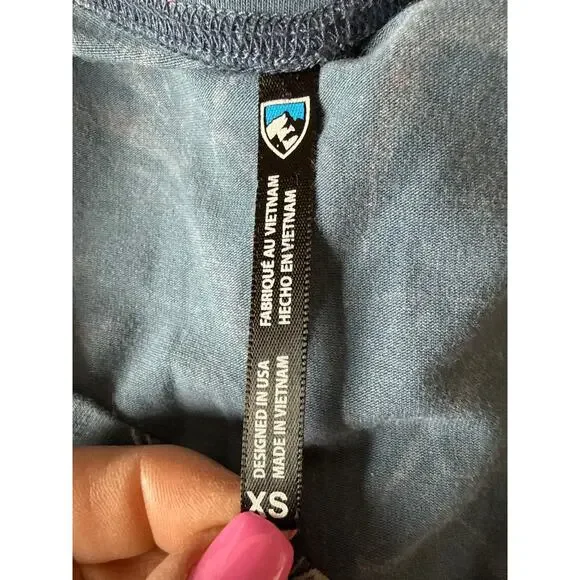 FABRIQUÉ AU VIETNAM
HECHO EN VIETNAM
DESIGNED IN USA
MADE IN VIETNAM
XS